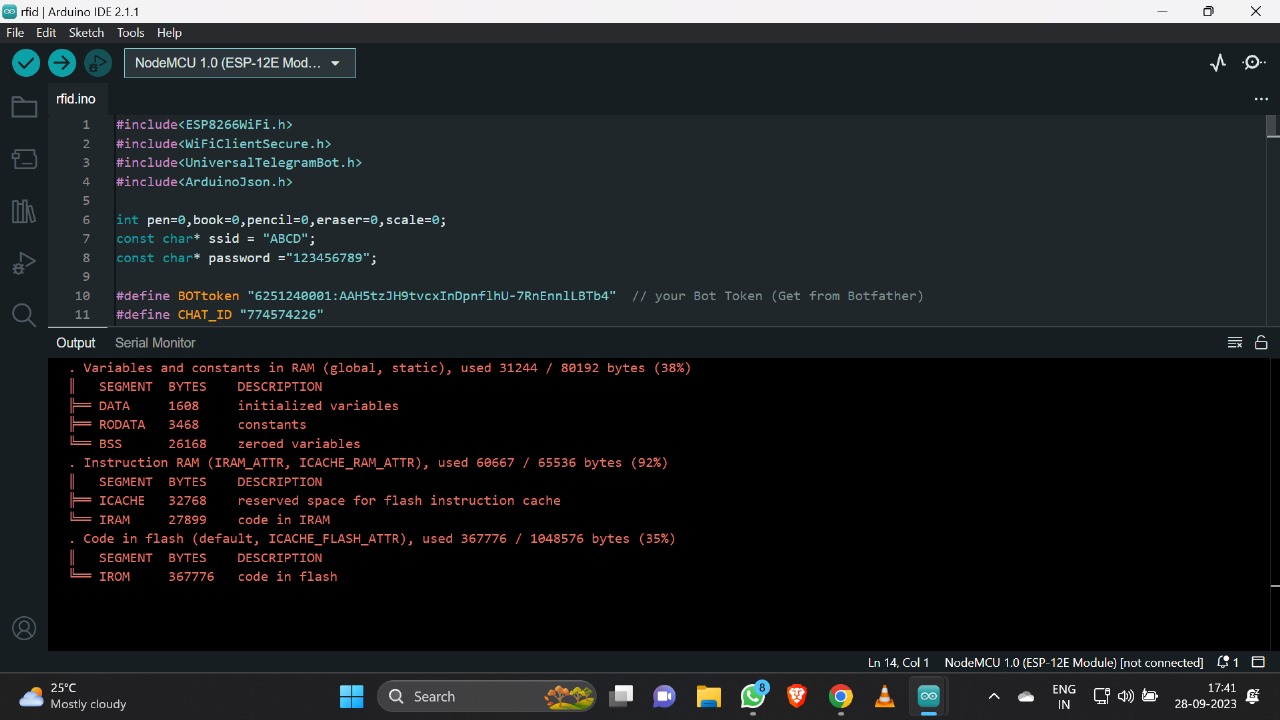 rfid | Arduino IDE 2.1.1
File Edit Sketch Tools Help
NodeMCU 1.0 (ESP-12E Mod...
rfid.ino
1 #include<ESP8266WiFi.h>
2 #include<WiFiClientSecure.h>
3 #include<UniversalTelegramBot.h>
4 #include<ArduinoJson.h>
5
6 int pen=0,book=0,pencil=0,eraser=0,scale=0;
7 const char* ssid = "ABCD";
8 const char* password ="123456789";
9
10 #define BOTtoken "6251240001:AAH5tzJH9tvcxInDpnflhU-7RnEnnlLBTb4" // your Bot Token (Get from Botfather)
11 #define CHAT_ID "774574226"
Output Serial Monitor
. Variables and constants in RAM (global, static), used 31244 / 80192 bytes (38%)
║ SEGMENT BYTES DESCRIPTION
╠══ DATA 1608 initialized variables
╠══ RODATA 3468 constants
╚══ BSS 26168 zeroed variables
. Instruction RAM (IRAM_ATTR, ICACHE_RAM_ATTR), used 60667 / 65536 bytes (92%)
║ SEGMENT BYTES DESCRIPTION
╠══ ICACHE 32768 reserved space for flash instruction cache
╚══ IRAM 27899 code in IRAM
. Code in flash (default, ICACHE_FLASH_ATTR), used 367776 / 1048576 bytes (35%)
║ SEGMENT BYTES DESCRIPTION
╚══ IROM 367776 code in flash
Ln 14, Col 1 NodeMCU 1.0 (ESP-12E Module) [not connected] 1
25°C
Mostly cloudy
Search
8
ENG
IN
17:41
28-09-2023